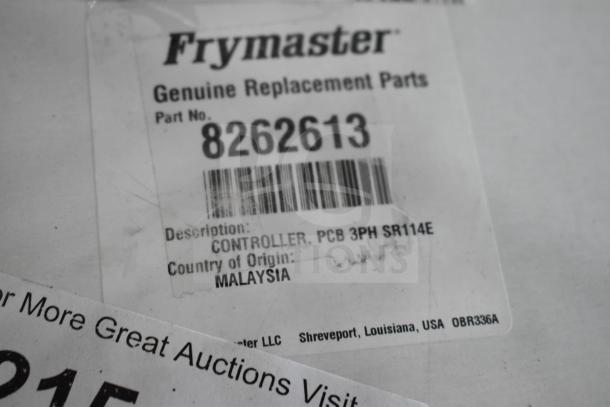 Frymaster
Genuine Replacement Parts
Part No.
8262613
Description:
CONTROLLER, PCB 3PH SR114E
Country of Origin:
MALAYSIA
LLC Shreveport, Louisiana, USA OBR336A
More Great Auctions Visit
215
AUCTIONS